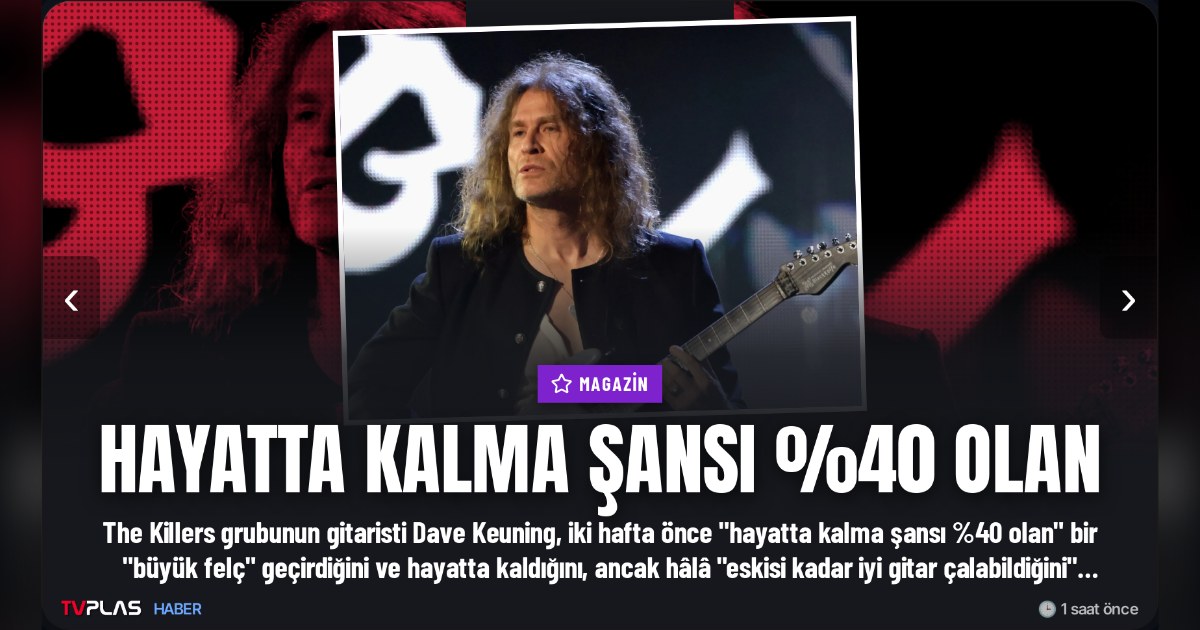 MAGAZİN
HAYATTA KALMA ŞANSI %40 OLAN
The Killers grubunun gitaristi Dave Keuning, iki hafta önce "hayatta kalma şansı %40 olan" bir
"büyük felç" geçirdiğini ve hayatta kaldığını, ancak hâlâ "eskisi kadar iyi gitar çalabildiğini"...
TVPLAS HABER
1 saat önce